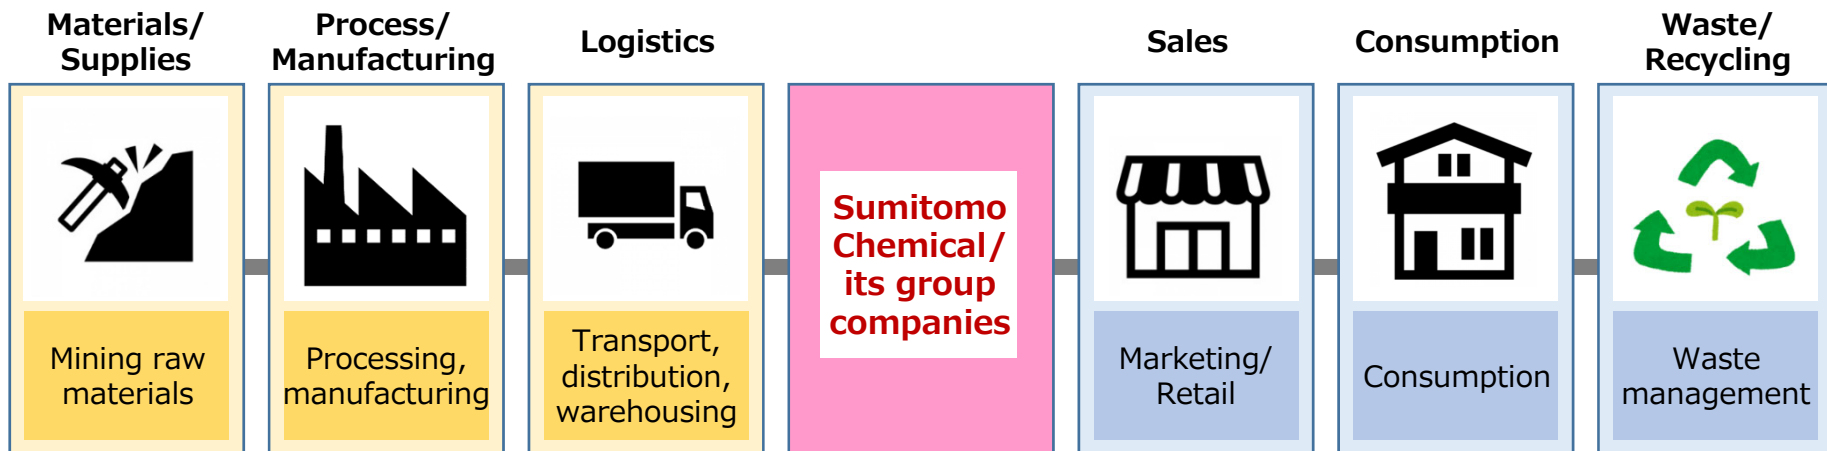 Materials/
Supplies
Process/
Manufacturing
Logistics
Sales
Consumption
Waste/
Recycling
Sumitomo
Chemical/
its group
companies
Mining raw
materials
Processing,
manufacturing
Transport,
distribution,
warehousing
Marketing/
Retail
Consumption
Waste
management